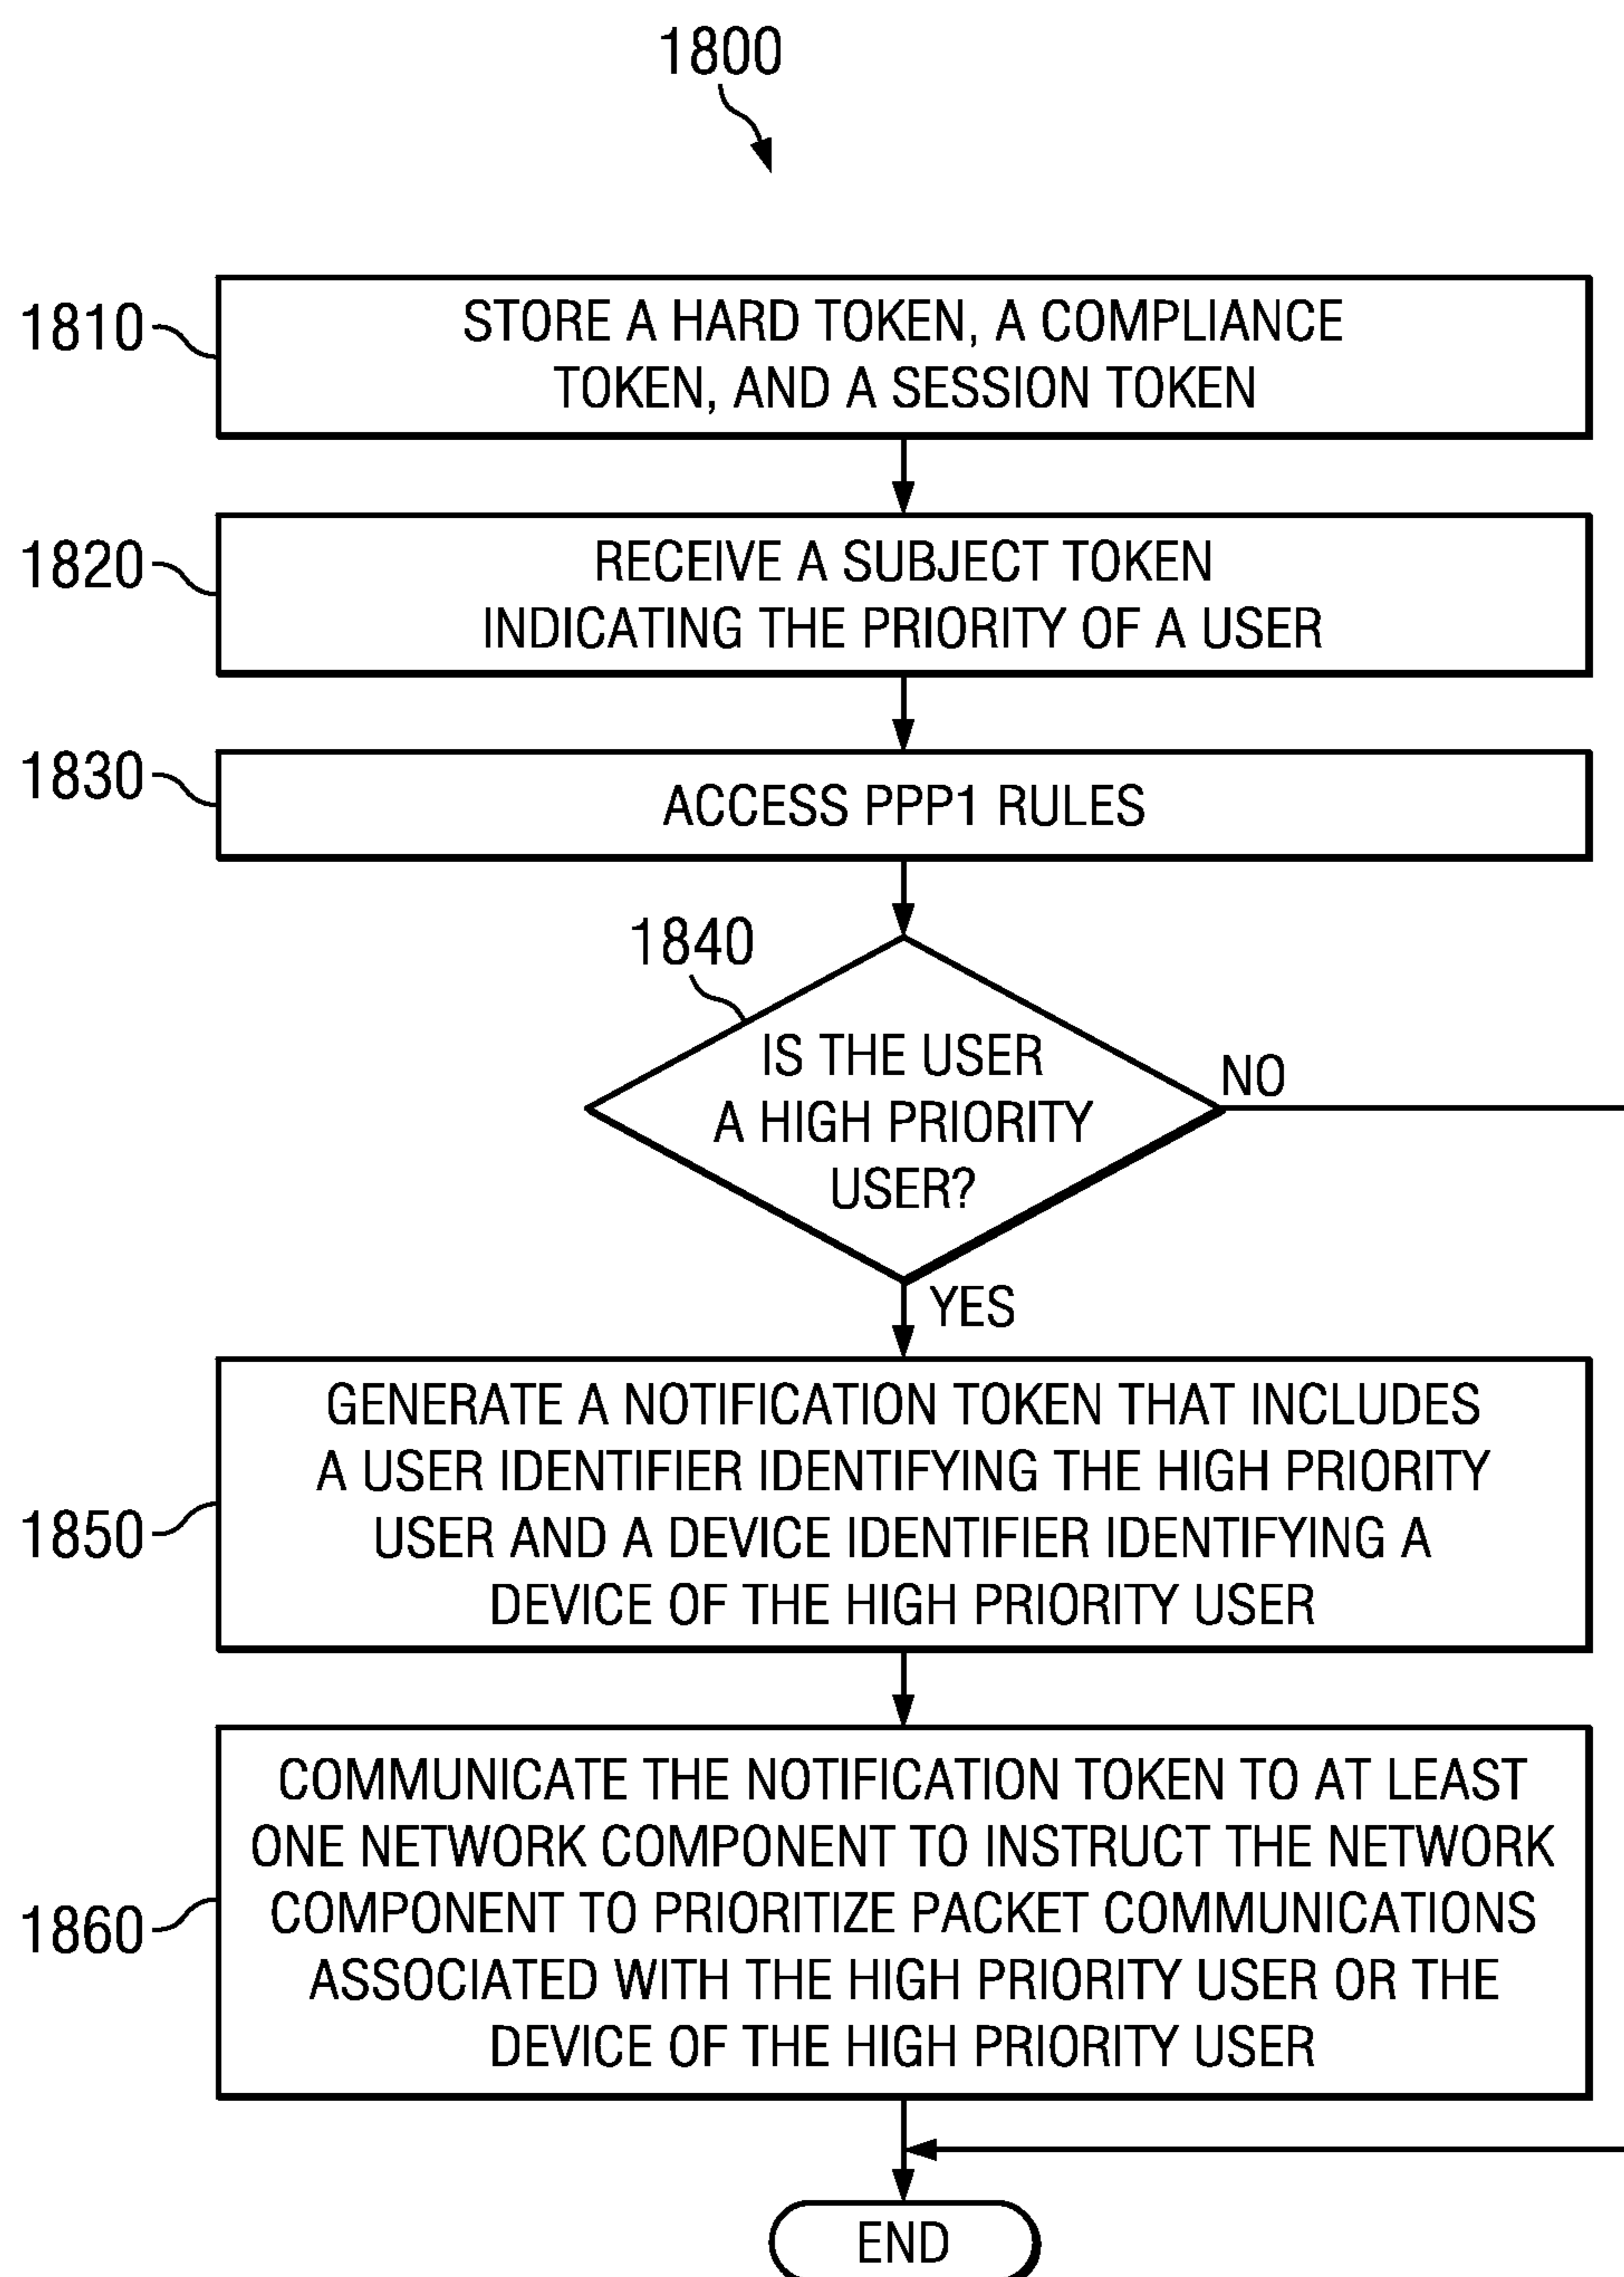 1800
1810
STORE A HARD TOKEN, A COMPLIANCE
TOKEN, AND A SESSION TOKEN
1820
RECEIVE A SUBJECT TOKEN
INDICATING THE PRIORITY OF A USER
1830
ACCESS PPP1 RULES
1840
IS THE USER
A HIGH PRIORITY
USER?
NO
YES
1850
GENERATE A NOTIFICATION TOKEN THAT INCLUDES
A USER IDENTIFIER IDENTIFYING THE HIGH PRIORITY
USER AND A DEVICE IDENTIFIER IDENTIFYING A
DEVICE OF THE HIGH PRIORITY USER
1860
COMMUNICATE THE NOTIFICATION TOKEN TO AT LEAST
ONE NETWORK COMPONENT TO INSTRUCT THE NETWORK
COMPONENT TO PRIORITIZE PACKET COMMUNICATIONS
ASSOCIATED WITH THE HIGH PRIORITY USER OR THE
DEVICE OF THE HIGH PRIORITY USER
END